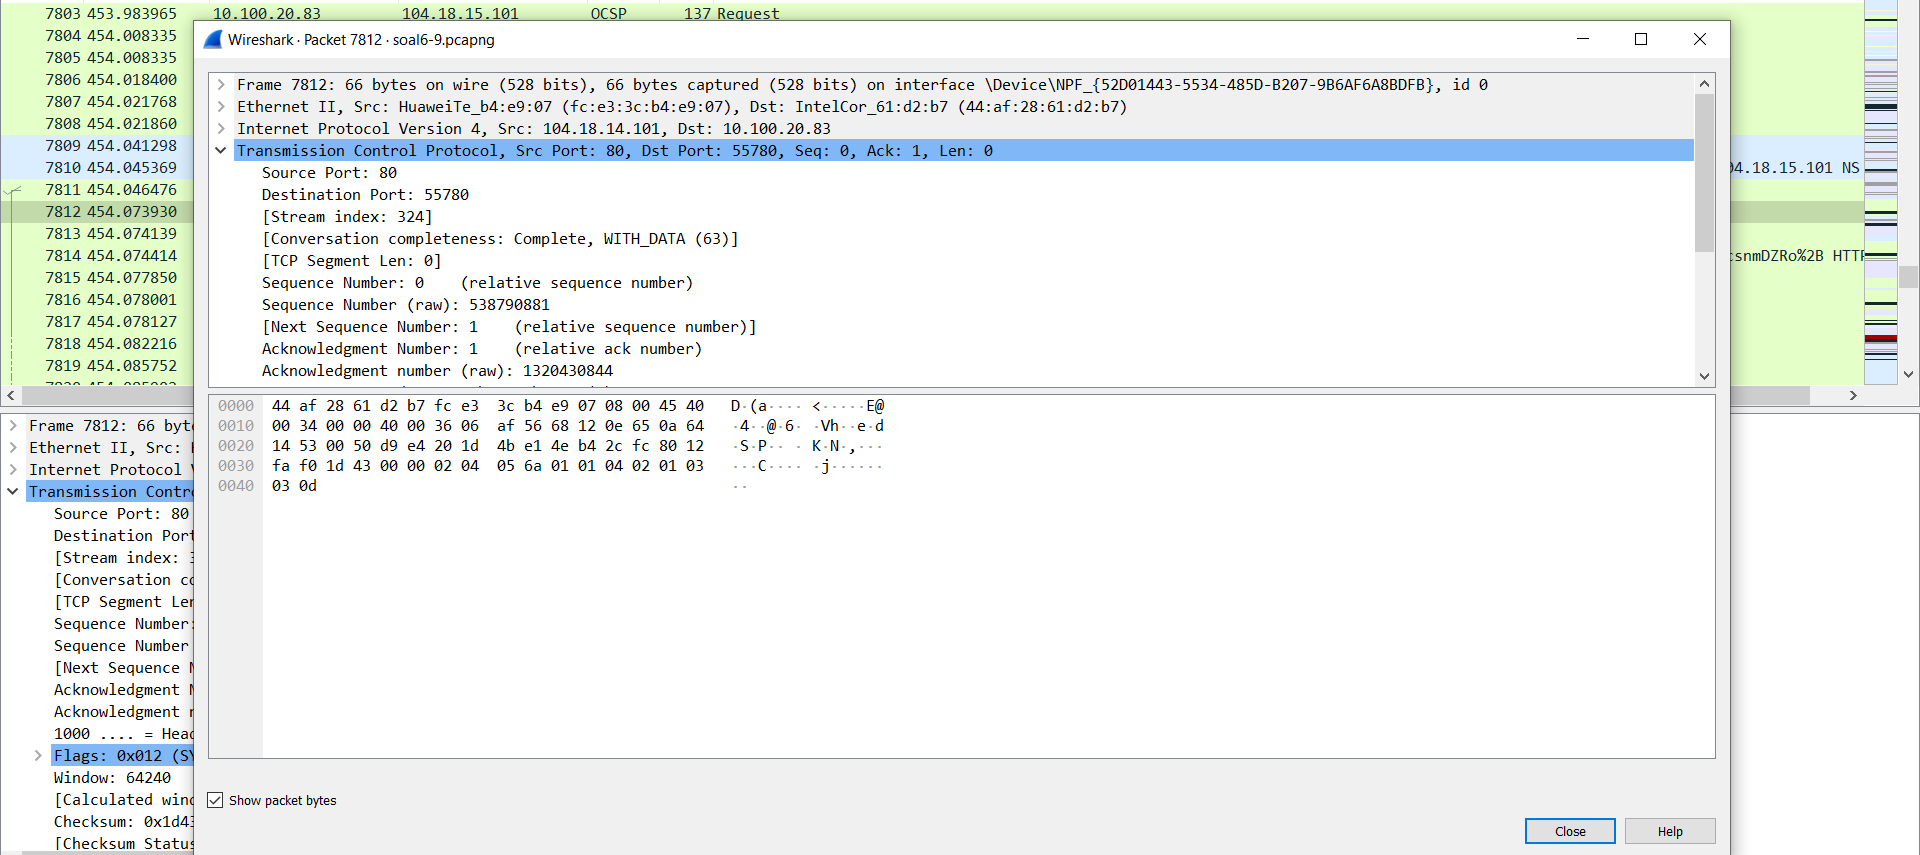 7803 453.983965 10.100.20.83 104.18.15.101 OCSP 137 Request
7804 454.008335
7805 454.008335
7806 454.018400
7807 454.021768
7808 454.021860
7809 454.041298
7810 454.045369 04.18.15.101 NS
7811 454.046476
7812 454.073930
7813 454.074139
7814 454.074414 csnmDZRo%2B HTTP
7815 454.077850
7816 454.078001
7817 454.078127
7818 454.082216
7819 454.085752
Wireshark · Packet 7812 · soal6-9.pcapng
Frame 7812: 66 bytes on wire (528 bits), 66 bytes captured (528 bits) on interface \Device\NPF_{52D01443-5534-485D-B207-9B6AF6A8BDFB}, id 0
Ethernet II, Src: HuaweiTe_b4:e9:07 (fc:e3:3c:b4:e9:07), Dst: IntelCor_61:d2:b7 (44:af:28:61:d2:b7)
Internet Protocol Version 4, Src: 104.18.14.101, Dst: 10.100.20.83
Transmission Control Protocol, Src Port: 80, Dst Port: 55780, Seq: 0, Ack: 1, Len: 0
Source Port: 80
Destination Port: 55780
[Stream index: 324]
[Conversation completeness: Complete, WITH_DATA (63)]
[TCP Segment Len: 0]
Sequence Number: 0    (relative sequence number)
Sequence Number (raw): 538790881
[Next Sequence Number: 1    (relative sequence number)]
Acknowledgment Number: 1    (relative ack number)
Acknowledgment number (raw): 1320430844
0000 44 af 28 61 d2 b7 fc e3 3c b4 e9 07 08 00 45 40 D·(a···· <·····E@
0010 00 34 00 00 40 00 36 06 af 56 68 12 0e 65 0a 64 ·4··@·6· ·Vh··e·d
0020 14 53 00 50 d9 e4 20 1d 4b e1 4e b4 2c fc 80 12 ·S·P·· · K·N·,···
0030 fa f0 1d 43 00 00 02 04 05 6a 01 01 04 02 01 03 ···C···· ·j······
0040 03 0d ··
Show packet bytes
Close
Help
Frame 7812: 66 byt
Ethernet II, Src:
Internet Protocol
Transmission Contr
Source Port: 80
Destination Port
[Stream index: 3
[Conversation co
[TCP Segment Len
Sequence Number:
Sequence Number
[Next Sequence N
Acknowledgment N
Acknowledgment n
1000 .... = Head
Flags: 0x012 (SY
Window: 64240
[Calculated wind
Checksum: 0x1d43
[Checksum Status